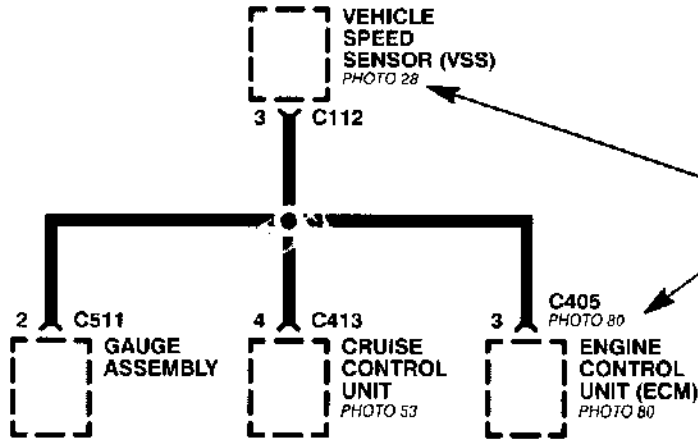 VEHICLE
SPEED
SENSOR (VSS)
PHOTO 28
3 C112
2 C511
GAUGE
ASSEMBLY
4 C413
CRUISE
CONTROL
UNIT
PHOTO 53
C405
PHOTO 80
3
ENGINE
CONTROL
UNIT (ECM)
PHOTO 80